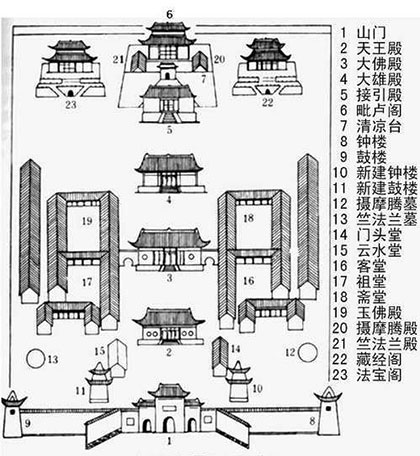 6
21
20
7
23
22
5
4
19
18
3
17
16
2
15
14
13
12
11
10
9
8
1
1 山门
2 天王殿
3 大佛殿
4 大雄殿
5 接引殿
6 毗卢阁
7 清凉台
8 钟楼
9 鼓楼
10 新建钟楼
11 新建鼓楼
12 摄摩腾墓
13 竺法兰墓
14 门头堂
15 云水堂
16 客堂
17 祖堂
18 斋堂
19 玉佛殿
20 摄摩腾殿
21 竺法兰殿
22 藏经阁
23 法宝阁